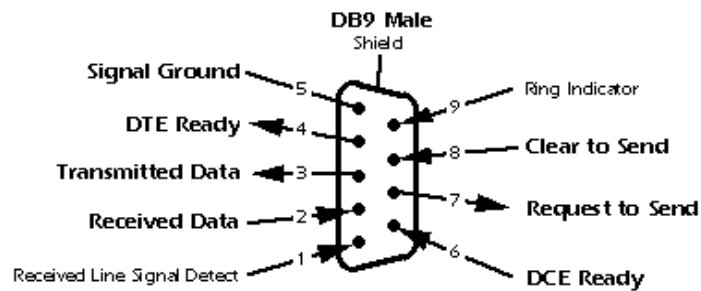 DB9 Male
Shield
Signal Ground
5
9
Ring Indicator
DTE Ready
4
8
Clear to Send
Transmitted Data
3
7
Request to Send
Received Data
2
6
DCE Ready
Received Line Signal Detect
1